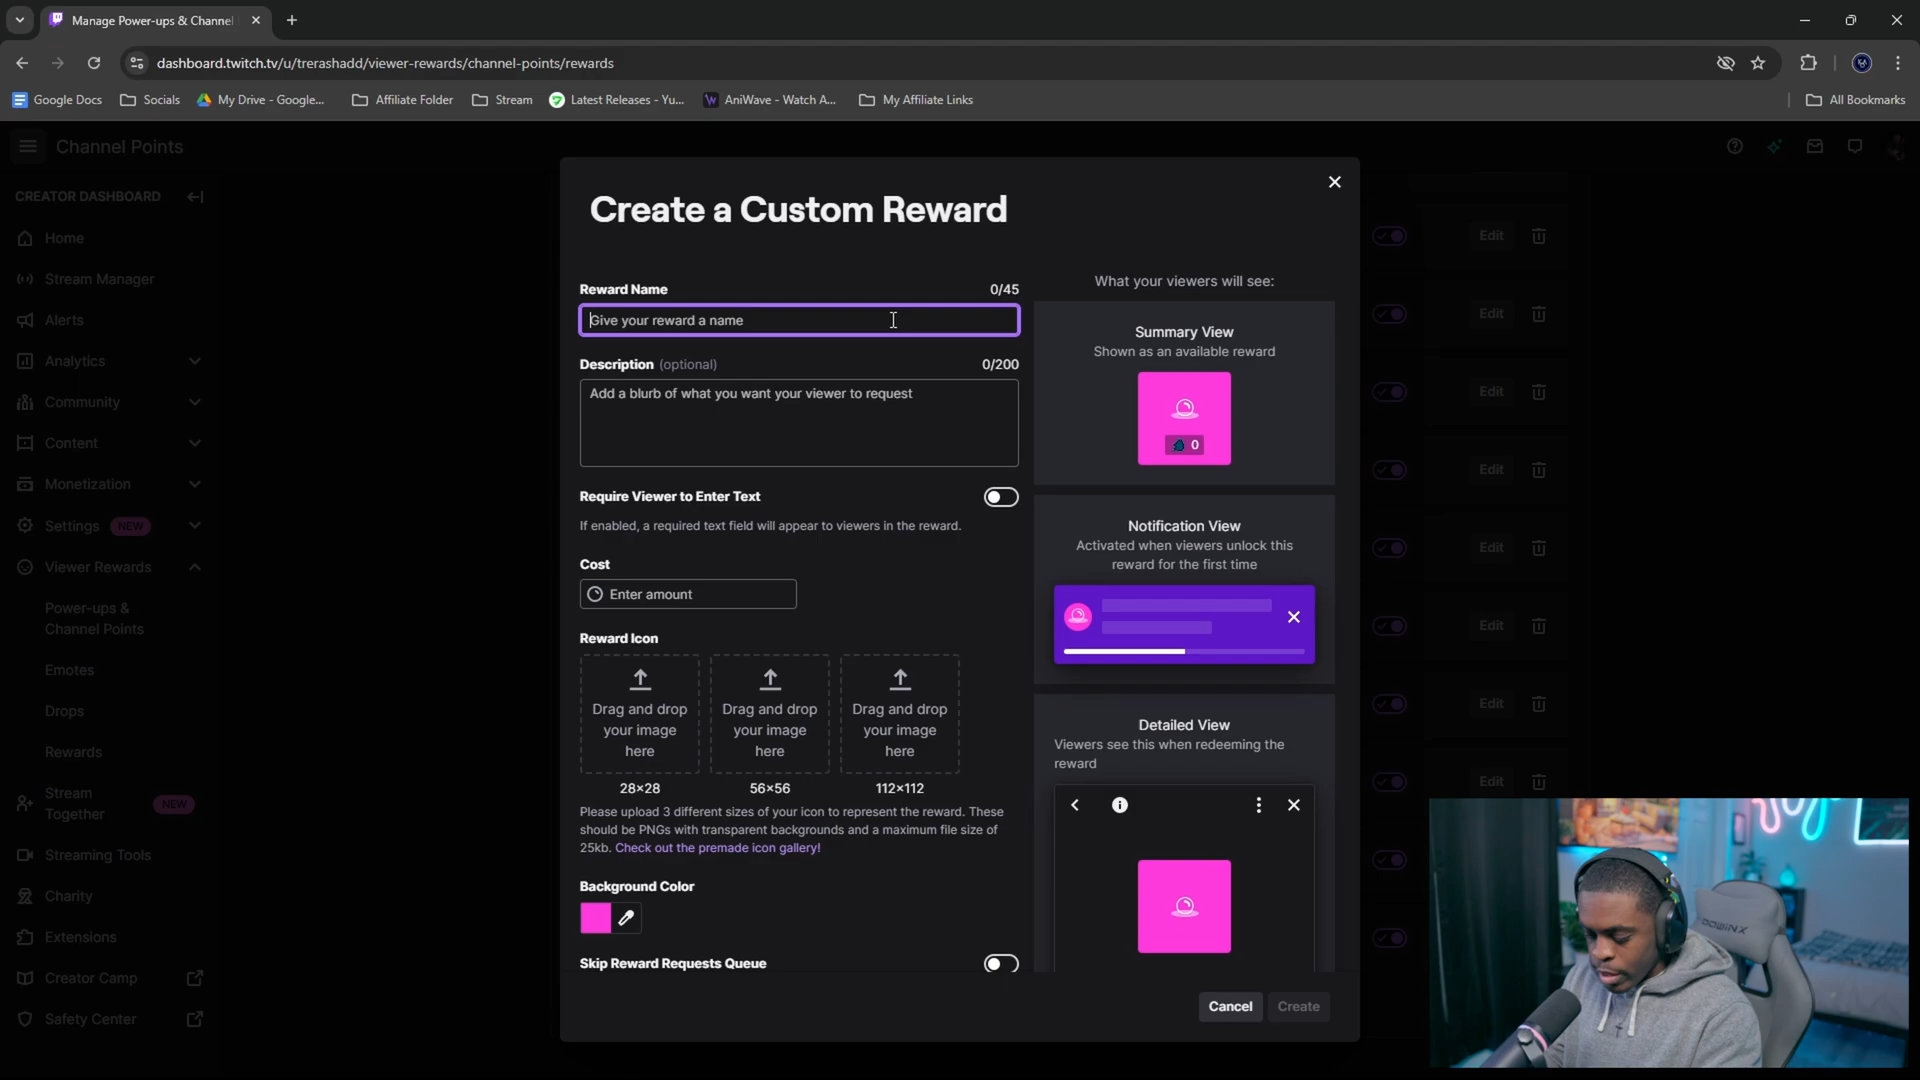 Manage Power-ups & Channel
dashboard.twitch.tv/u/trerashadd/viewer-rewards/channel-points/rewards
Google Docs
Socials
My Drive - Google...
Affiliate Folder
Stream
Latest Releases - Yu...
AniWave - Watch A...
My Affiliate Links
All Bookmarks
Channel Points
CREATOR DASHBOARD
Home
Stream Manager
Alerts
Analytics
Community
Content
Monetization
Settings NEW
Viewer Rewards
Power-ups &
Channel Points
Emotes
Drops
Rewards
Stream
Together
NEW
Streaming Tools
Charity
Extensions
Creator Camp
Safety Center
Create a Custom Reward
Reward Name 0/45
Give your reward a name
Description (optional) 0/200
Add a blurb of what you want your viewer to request
Require Viewer to Enter Text
If enabled, a required text field will appear to viewers in the reward.
Cost
Enter amount
Reward Icon
Drag and drop
your image
here
Drag and drop
your image
here
Drag and drop
your image
here
28×28
56×56
112×112
Please upload 3 different sizes of your icon to represent the reward. These
should be PNGs with transparent backgrounds and a maximum file size of
25kb. Check out the premade icon gallery!
Background Color
Skip Reward Requests Queue
What your viewers will see:
Summary View
Shown as an available reward
0
Notification View
Activated when viewers unlock this
reward for the first time
Detailed View
Viewers see this when redeeming the
reward
Cancel
Create
Edit
Edit
Edit
Edit
Edit
Edit
Edit
Edit
DOWINX